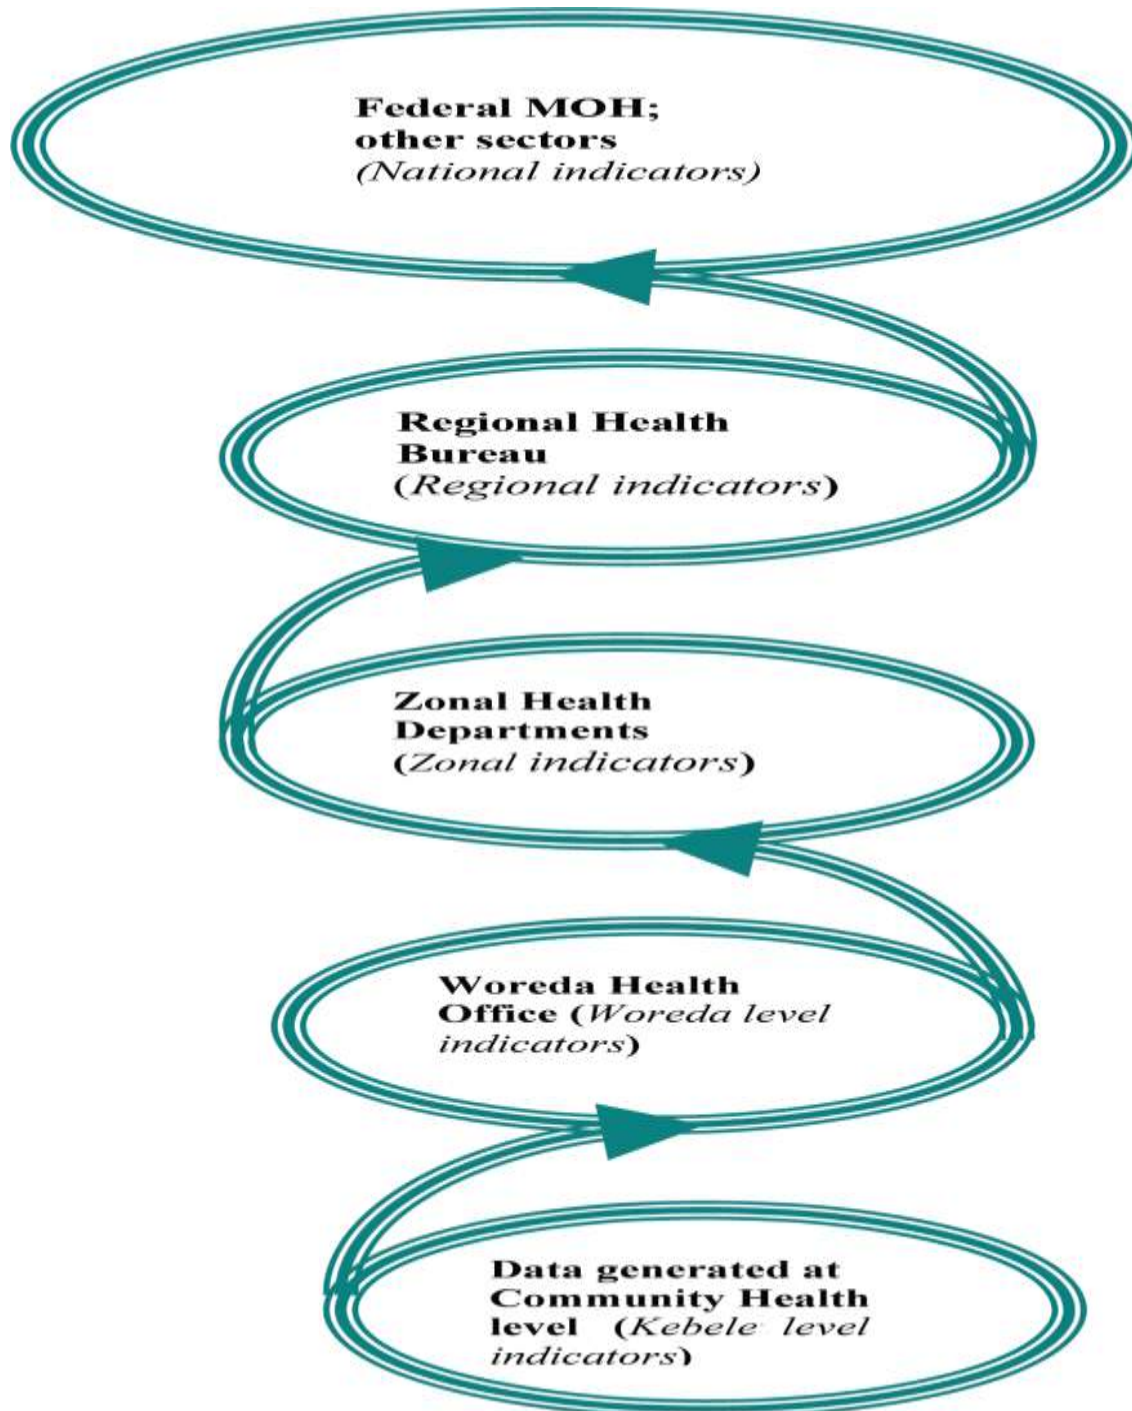 Federal MOH;
other sectors
(National indicators)
Regional Health
Bureau
(Regional indicators)
Zonal Health
Departments
(Zonal indicators)
Woreda Health
Office (Woreda level
indicators)
Data generated at
Community Health
level (Kebele level
indicators)